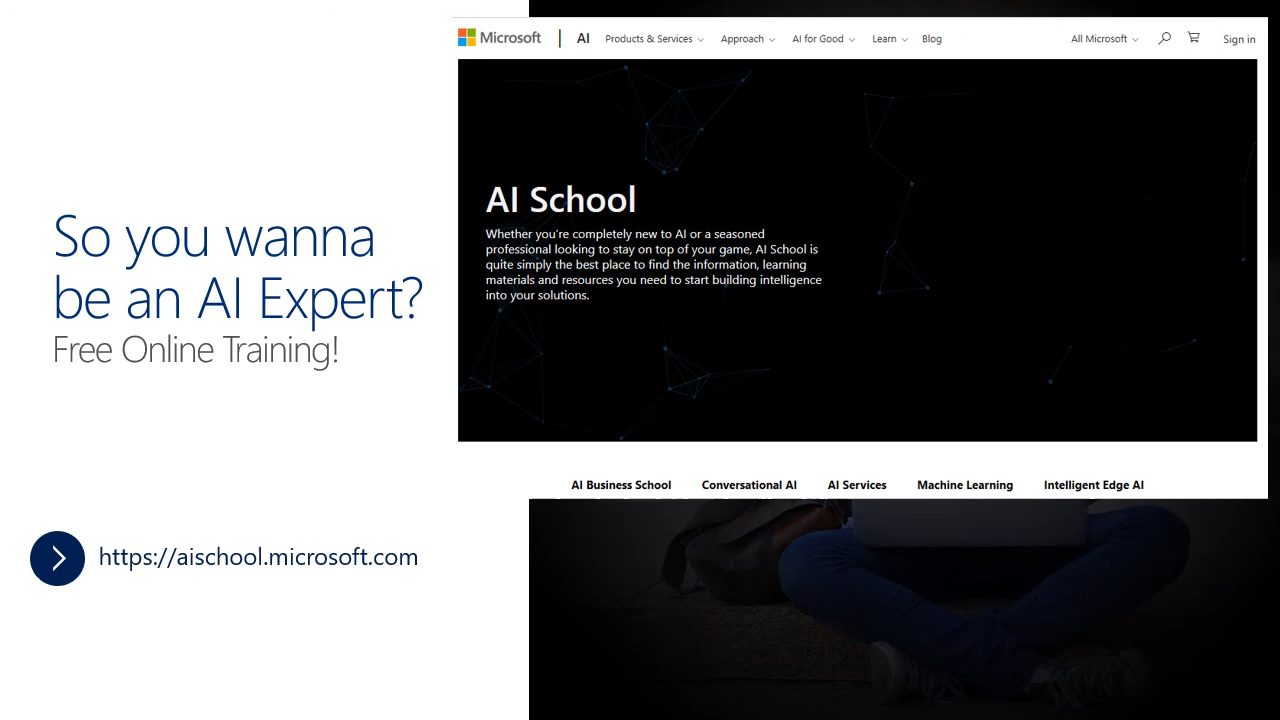 So you wanna
be an AI Expert?
Free Online Training!
https://aischool.microsoft.com
Microsoft | AI Products & Services Approach AI for Good Learn Blog All Microsoft Sign in
AI School
Whether you're completely new to AI or a seasoned
professional looking to stay on top of your game, AI School is
quite simply the best place to find the information, learning
materials and resources you need to start building intelligence
into your solutions.
AI Business School Conversational AI AI Services Machine Learning Intelligent Edge AI